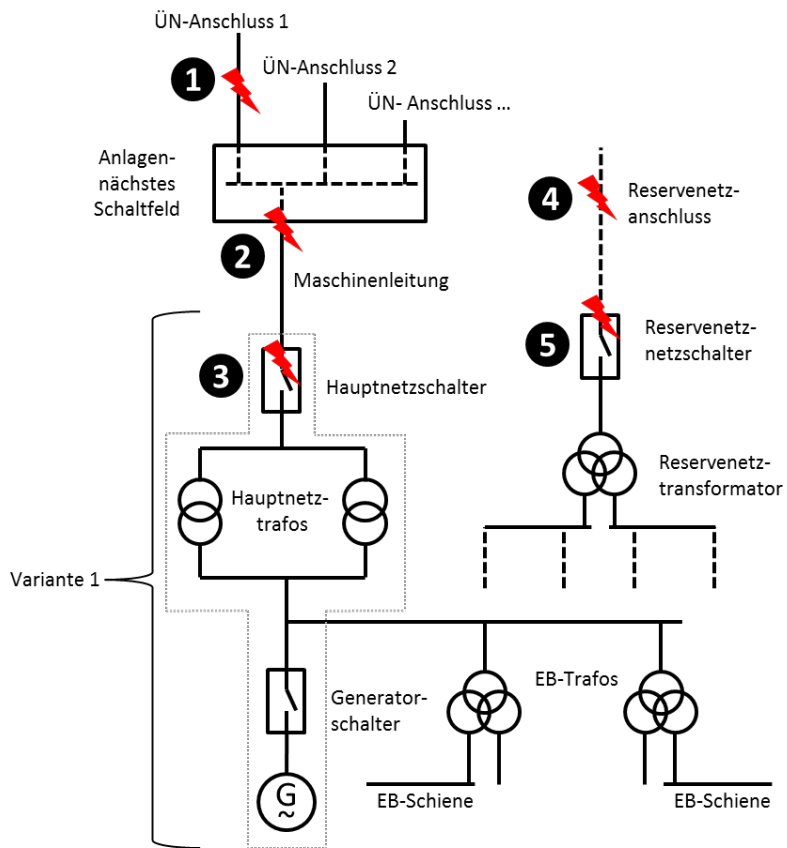 ÜN-Anschluss 1
1
ÜN-Anschluss 2
ÜN- Anschluss ...
Anlagen-
nächstes
Schaltfeld
4
Reservenetz-
anschluss
2
Maschinenleitung
5
Reservenetz-
netzschalter
3
Hauptnetzschalter
Hauptnetz-
trafos
Reservenetz-
transformator
Variante 1
Generator-
schalter
EB-Trafos
G
~
EB-Schiene
EB-Schiene